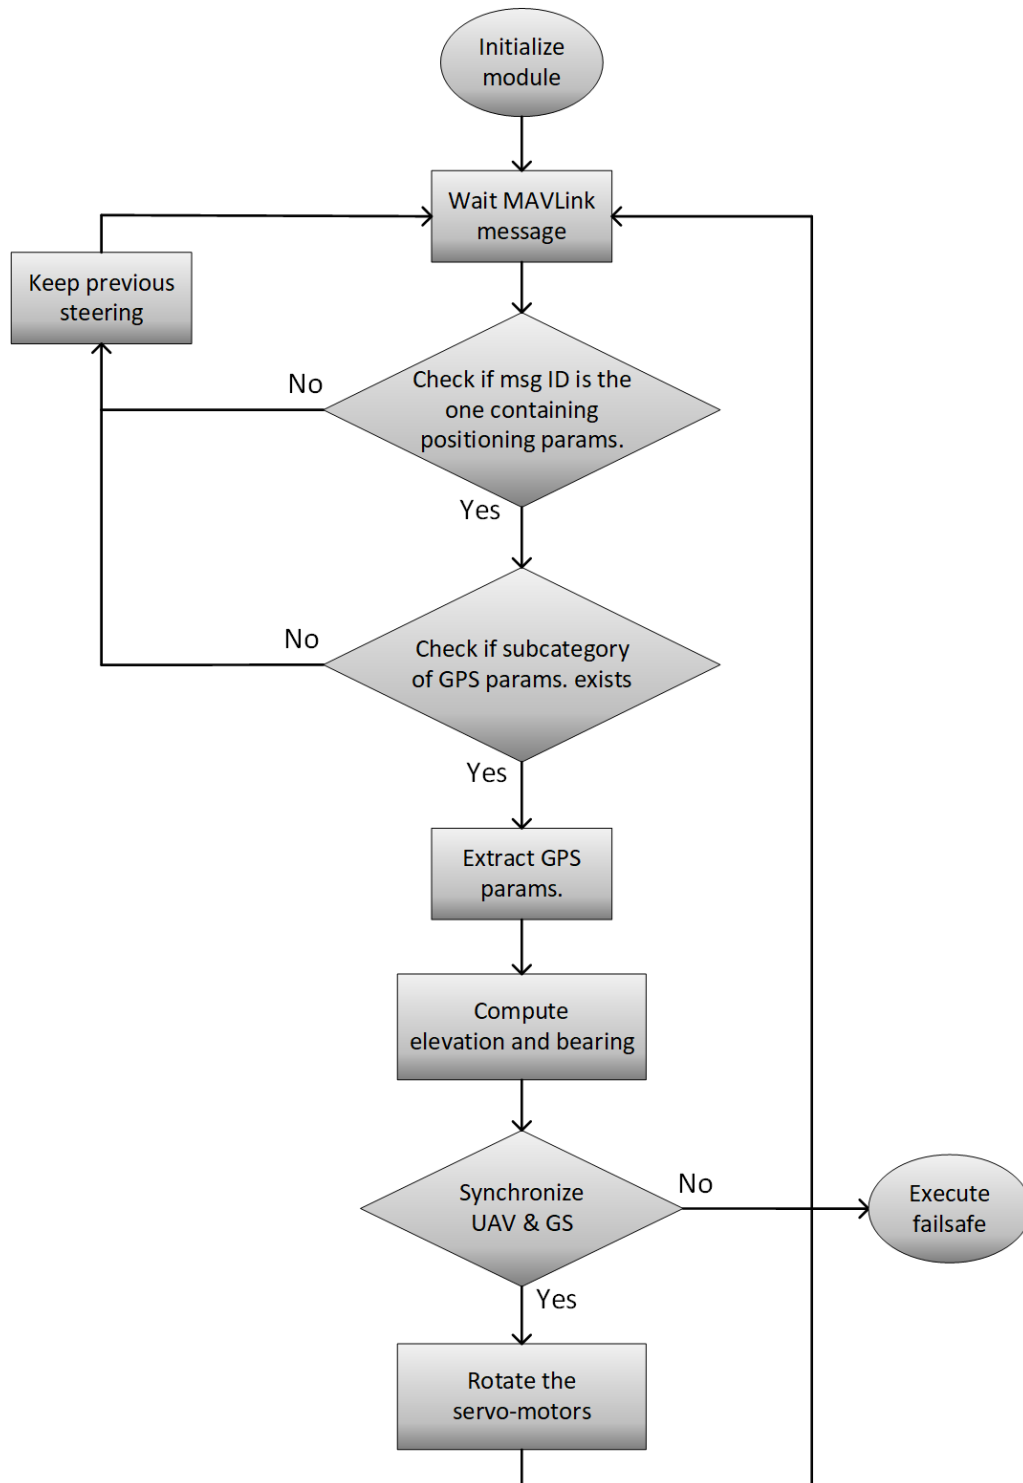 Initialize
module
Wait MAVLink
message
Keep previous
steering
No
Check if msg ID is the
one containing
positioning params.
Yes
No
Check if subcategory
of GPS params. exists
Yes
Extract GPS
params.
Compute
elevation and bearing
Synchronize
UAV & GS
No
Execute
failsafe
Yes
Rotate the
servo-motors